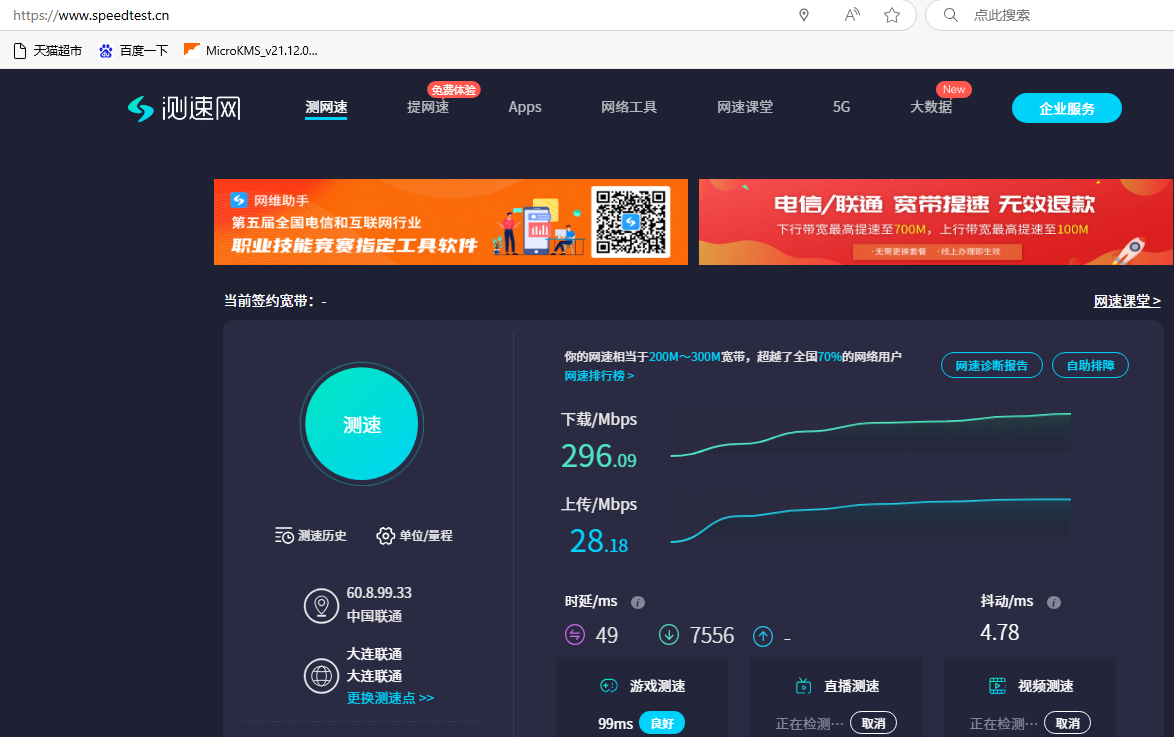 https://www.speedtest.cn
点此搜索
天猫超市
百度一下
MicroKMS_v21.12.0...
测速网
测网速
免费体验
提网速
Apps
网络工具
网速课堂
5G
New
大数据
企业服务
网维助手
第五届全国电信和互联网行业
职业技能竞赛指定工具软件
电信/联通 宽带提速 无效退款
下行带宽最高提速至700M，上行带宽最高提速至100M
·无需更换套餐 ·线上办理即生效
当前签约宽带：-
网速课堂 >
测速
测速历史
单位/量程
60.8.99.33
中国联通
大连联通
大连联通
更换测速点 >>
你的网速相当于200M～300M宽带，超越了全国70%的网络用户
网速排行榜 >
网速诊断报告
自助排障
下载/Mbps
296.09
上传/Mbps
28.18
时延/ms
49
7556
-
抖动/ms
4.78
游戏测速
99ms 良好
直播测速
正在检测··· 取消
视频测速
正在检测··· 取消